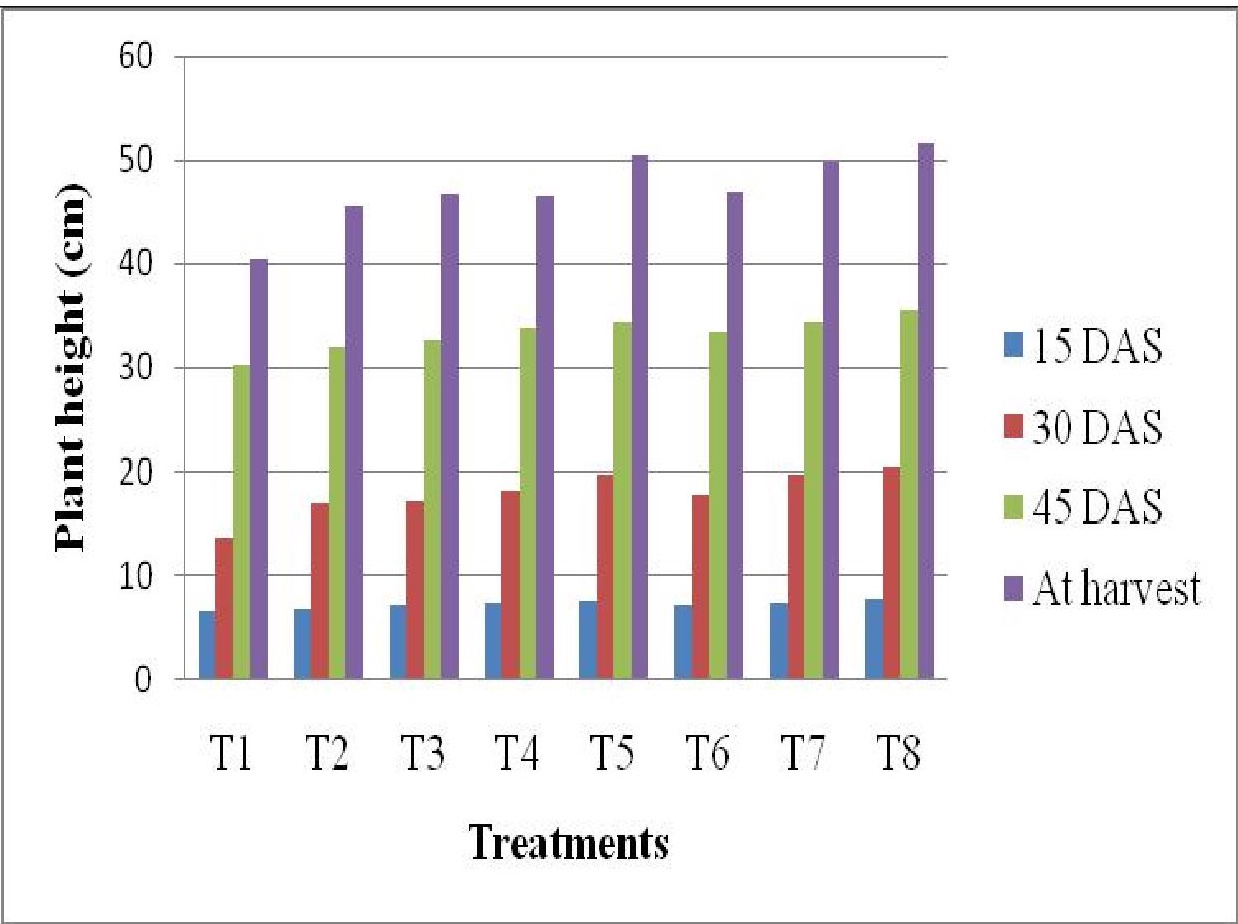 60
50
40
30
20
10
0
Plant height (cm)
T1 T2 T3 T4 T5 T6 T7 T8
Treatments
15 DAS
30 DAS
45 DAS
At harvest